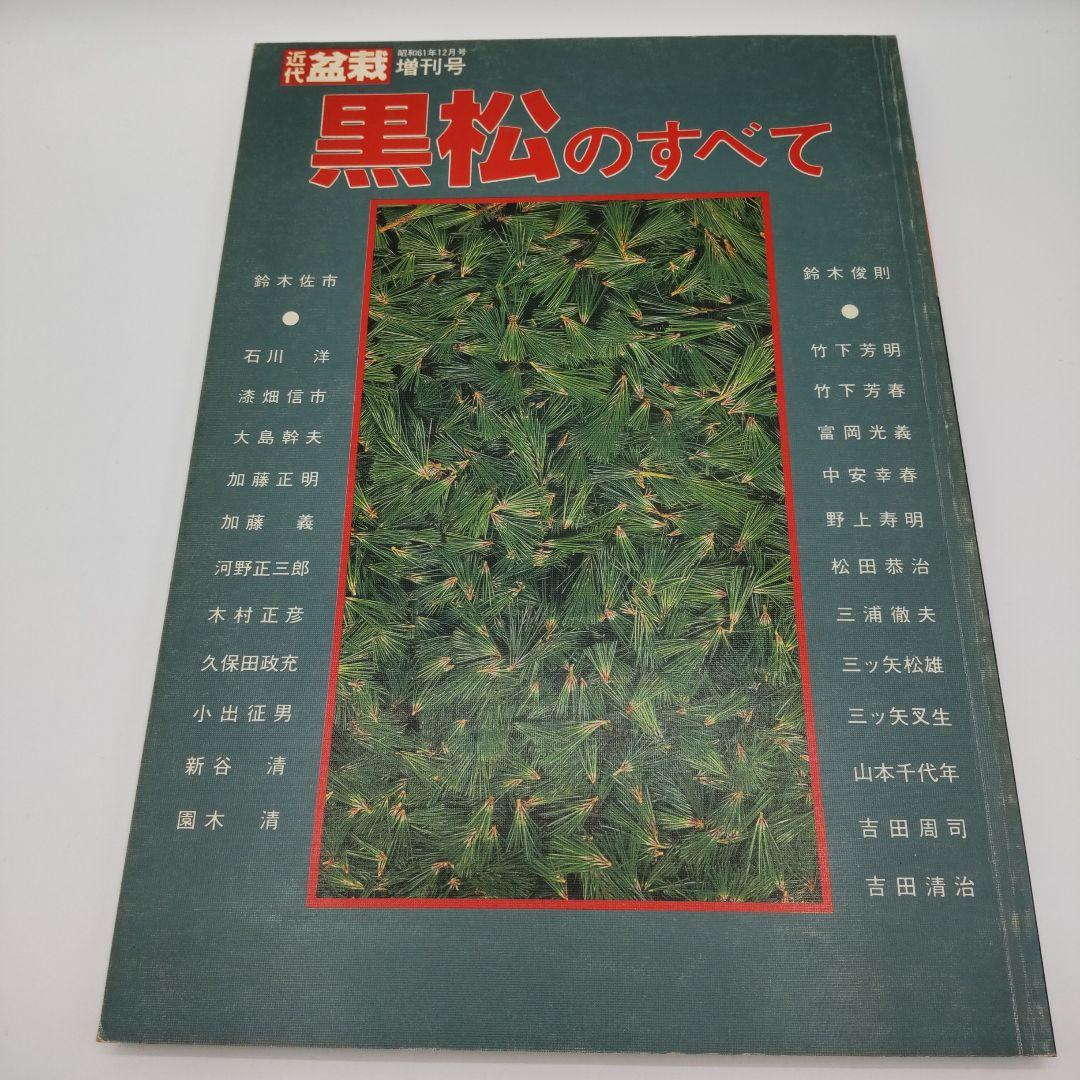 近代盆栽
昭和61年12月号
増刊号
黒松のすべて
鈴木佐市
●
石川 洋
漆畑信市
大島幹夫
加藤正明
加藤 義
河野正三郎
木村正彦
久保田政充
小出征男
新谷 清
園木 清
鈴木俊則
●
竹下芳明
竹下芳春
富岡光義
中安幸春
野上寿明
松田恭治
三浦徹夫
三ッ矢松雄
三ッ矢叉生
山本千代年
吉田周司
吉田清治